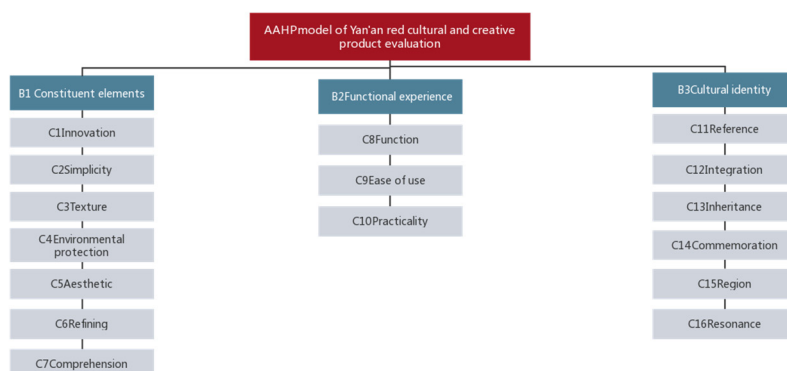 AAHPmodel of Yan'an red cultural and creative
product evaluation
B1 Constituent elements
C1Innovation
C2Simplicity
C3Texture
C4Environmental
protection
C5Aesthetic
C6Refining
C7Comprehension
B2Functional experience
C8Function
C9Ease of use
C10Practicality
B3Cultural identity
C11Reference
C12Integration
C13Inheritance
C14Commemoration
C15Region
C16Resonance